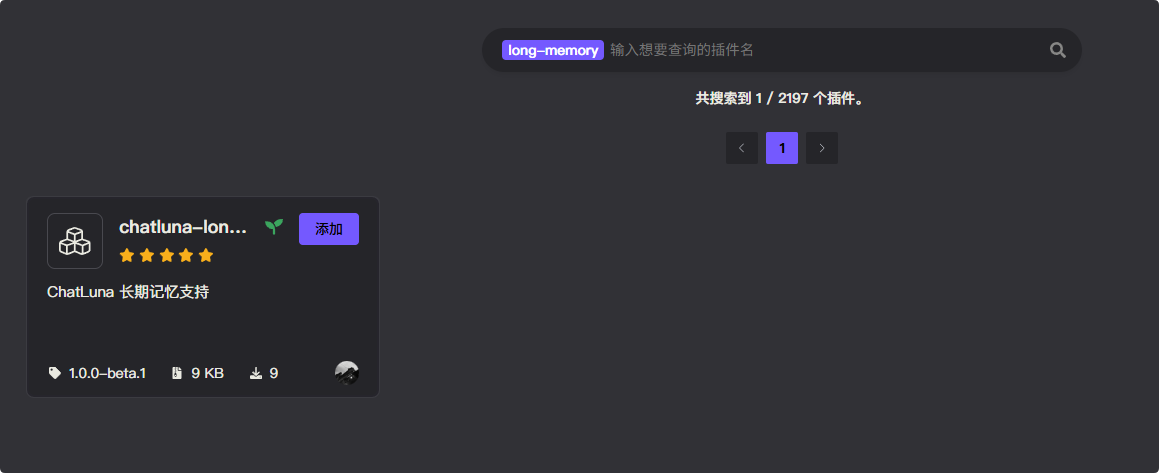 long-memory 输入想要查询的插件名
共搜索到 1 / 2197 个插件。
1
chatluna-lon...
添加
ChatLuna 长期记忆支持
1.0.0-beta.1 9 KB 9